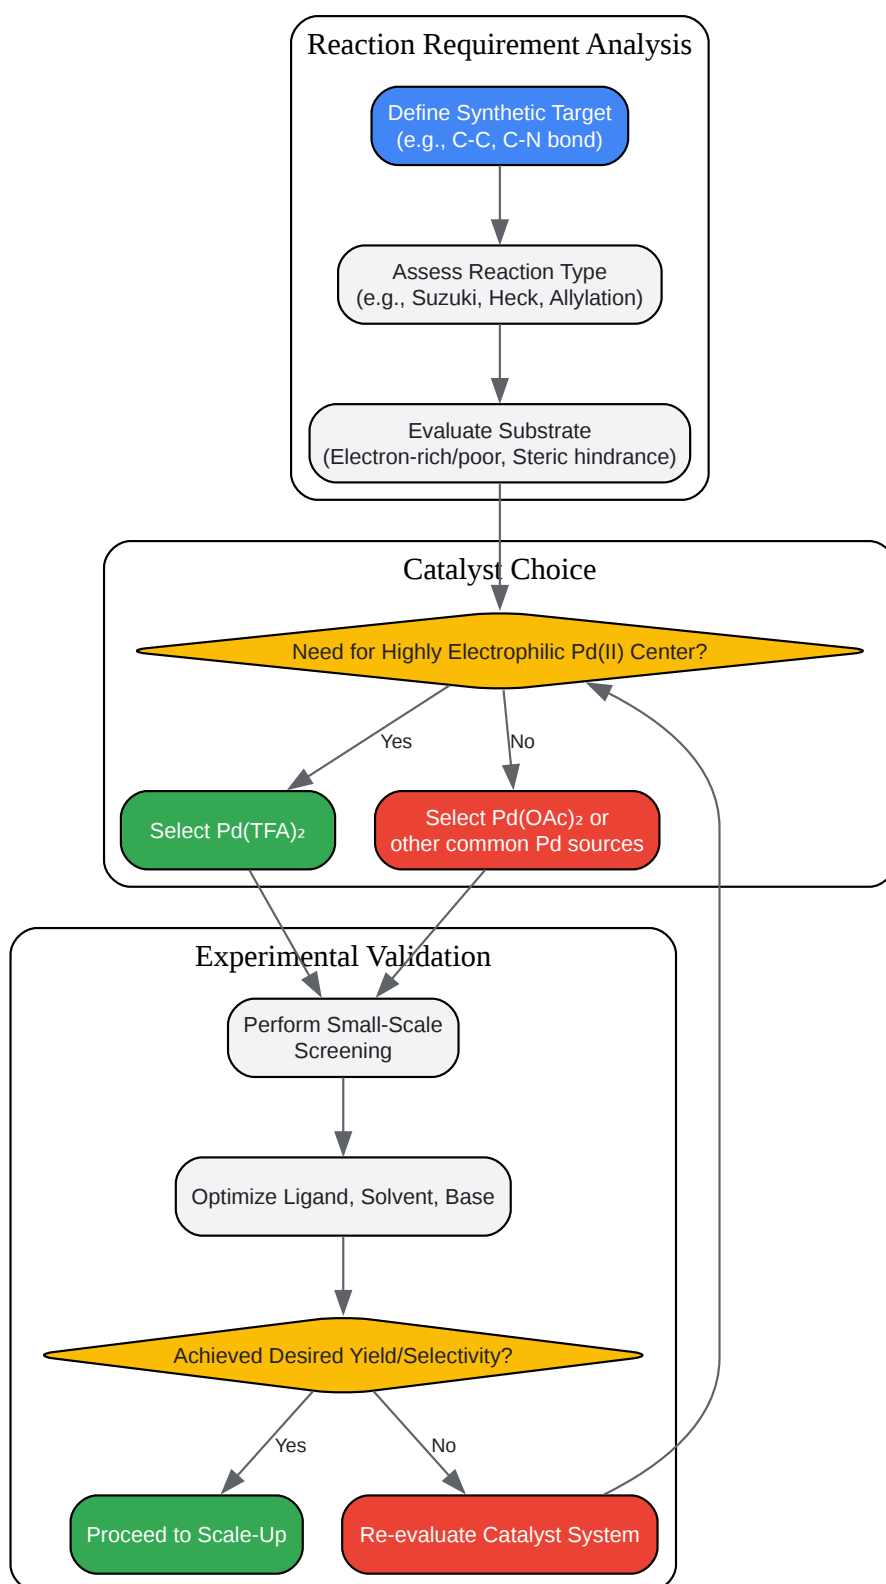 Reaction Requirement Analysis
Define Synthetic Target
(e.g., C-C, C-N bond)
Assess Reaction Type
(e.g., Suzuki, Heck, Allylation)
Evaluate Substrate
(Electron-rich/poor, Steric hindrance)
Catalyst Choice
Need for Highly Electrophilic Pd(II) Center?
Yes
No
Select Pd(TFA)₂
Select Pd(OAc)₂ or
other common Pd sources
Experimental Validation
Perform Small-Scale
Screening
Optimize Ligand, Solvent, Base
Achieved Desired Yield/Selectivity?
Yes
No
Proceed to Scale-Up
Re-evaluate Catalyst System